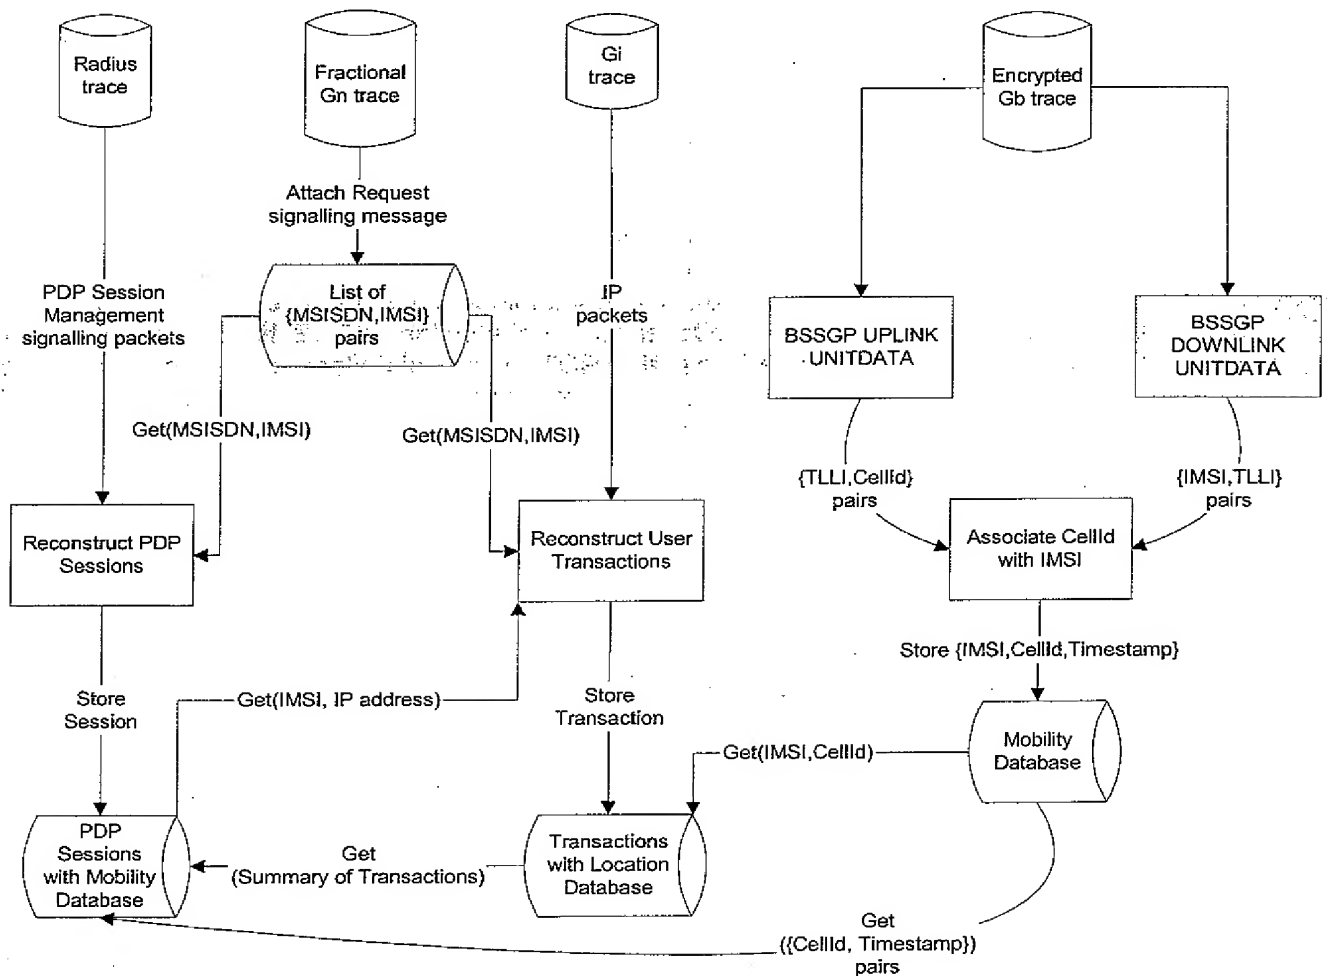 Radius
trace
Fractional
Gn trace
Gi
trace
Encrypted
Gb trace
Attach Request
signalling message
PDP Session
Management
signalling packets
List of
{MSISDN,IMSI}
pairs
IP
packets
BSSGP UPLINK
UNITDATA
BSSGP
DOWNLINK
UNITDATA
Get(MSISDN,IMSI)
Get(MSISDN,IMSI)
{TLLI,CellId}
pairs
{IMSI,TLLI}
pairs
Reconstruct PDP
Sessions
Reconstruct User
Transactions
Associate CellId
with IMSI
Store {IMSI,CellId,Timestamp}
Store
Session
Get(IMSI, IP address)
Store
Transaction
Mobility
Database
Get(IMSI,CellId)
PDP
Sessions
with Mobility
Database
Get
(Summary of Transactions)
Transactions
with Location
Database
Get
({CellId, Timestamp})
pairs